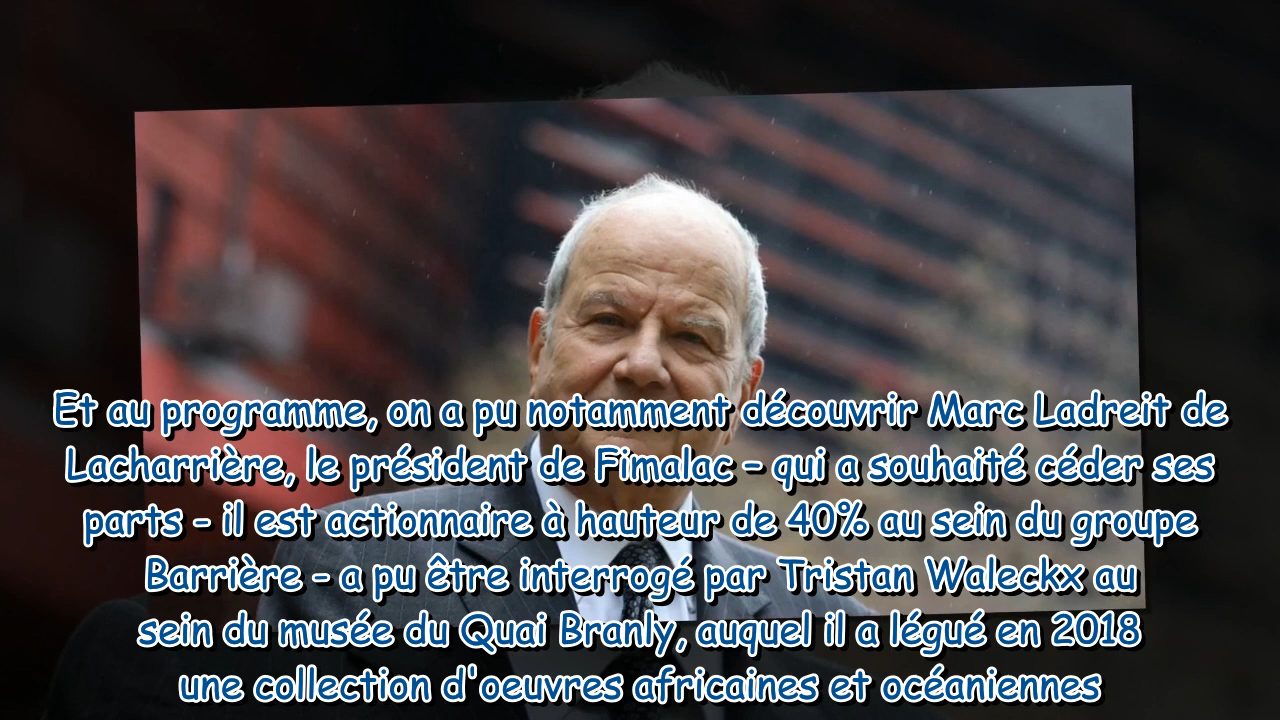 Et au programme, on a pu notamment découvrir Marc Ladreit de
Lacharrière, le président de Fimalac – qui a souhaité céder ses
parts - il est actionnaire à hauteur de 40% au sein du groupe
Barrière - a pu être interrogé par Tristan Waleckx au
sein du musée du Quai Branly, auquel il a légué en 2018
une collection d'oeuvres africaines et océaniennes